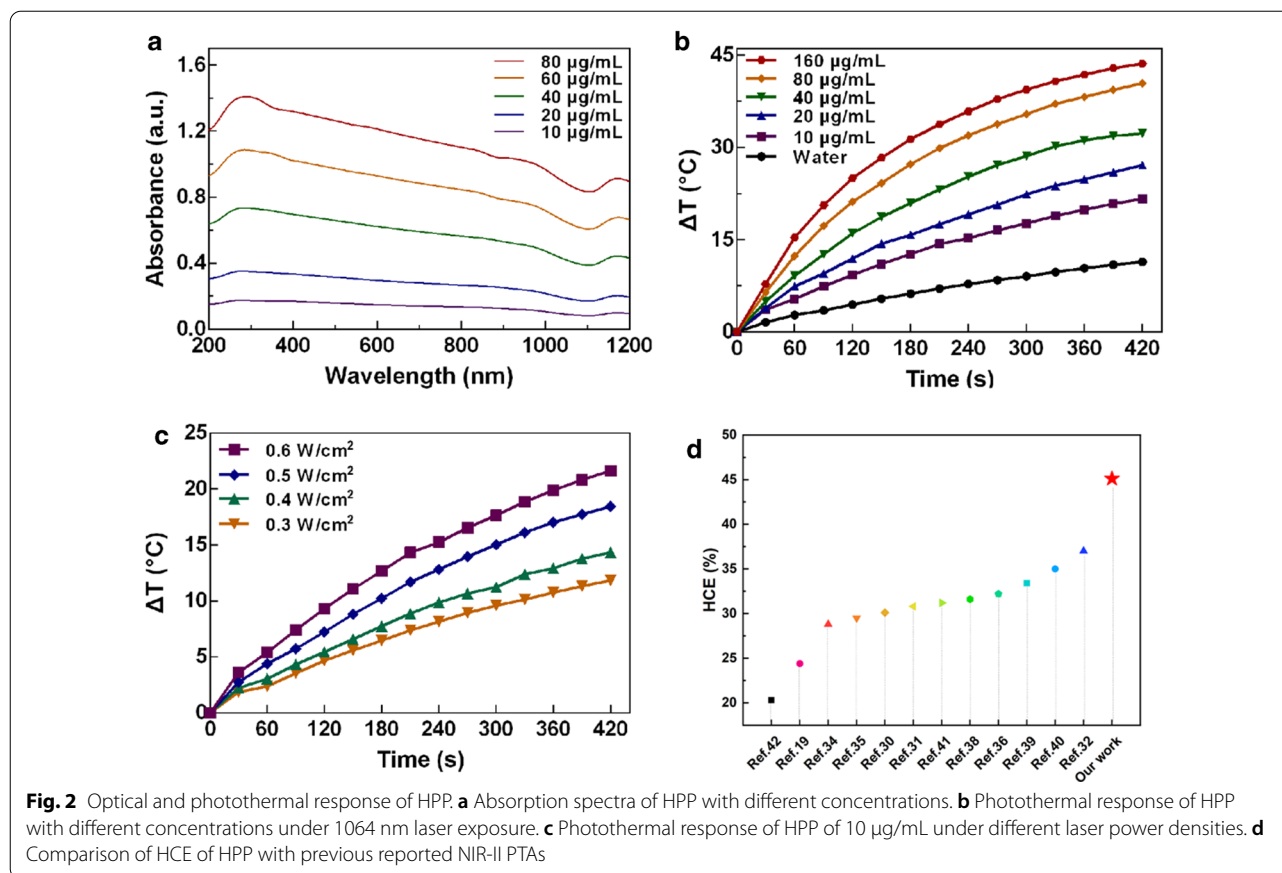 a
1.6
1.2
0.8
0.4
0.0
Absorbance (a.u.)
80 µg/mL
60 µg/mL
40 µg/mL
20 µg/mL
10 µg/mL
200 400 600 800 1000 1200
Wavelength (nm)
b
45
30
15
0
ΔT (°C)
160 µg/mL
80 µg/mL
40 µg/mL
20 µg/mL
10 µg/mL
Water
0 60 120 180 240 300 360 420
Time (s)
c
25
20
15
10
5
0
ΔT (°C)
0.6 W/cm²
0.5 W/cm²
0.4 W/cm²
0.3 W/cm²
0 60 120 180 240 300 360 420
Time (s)
d
50
45
40
35
30
25
20
HCE (%)
Ref.42
Ref.19
Ref.34
Ref.35
Ref.30
Ref.31
Ref.41
Ref.38
Ref.36
Ref.39
Ref.40
Ref.32
Our work
Fig. 2 Optical and photothermal response of HPP. a Absorption spectra of HPP with different concentrations. b Photothermal response of HPP
with different concentrations under 1064 nm laser exposure. c Photothermal response of HPP of 10 µg/mL under different laser power densities. d
Comparison of HCE of HPP with previous reported NIR-II PTAs